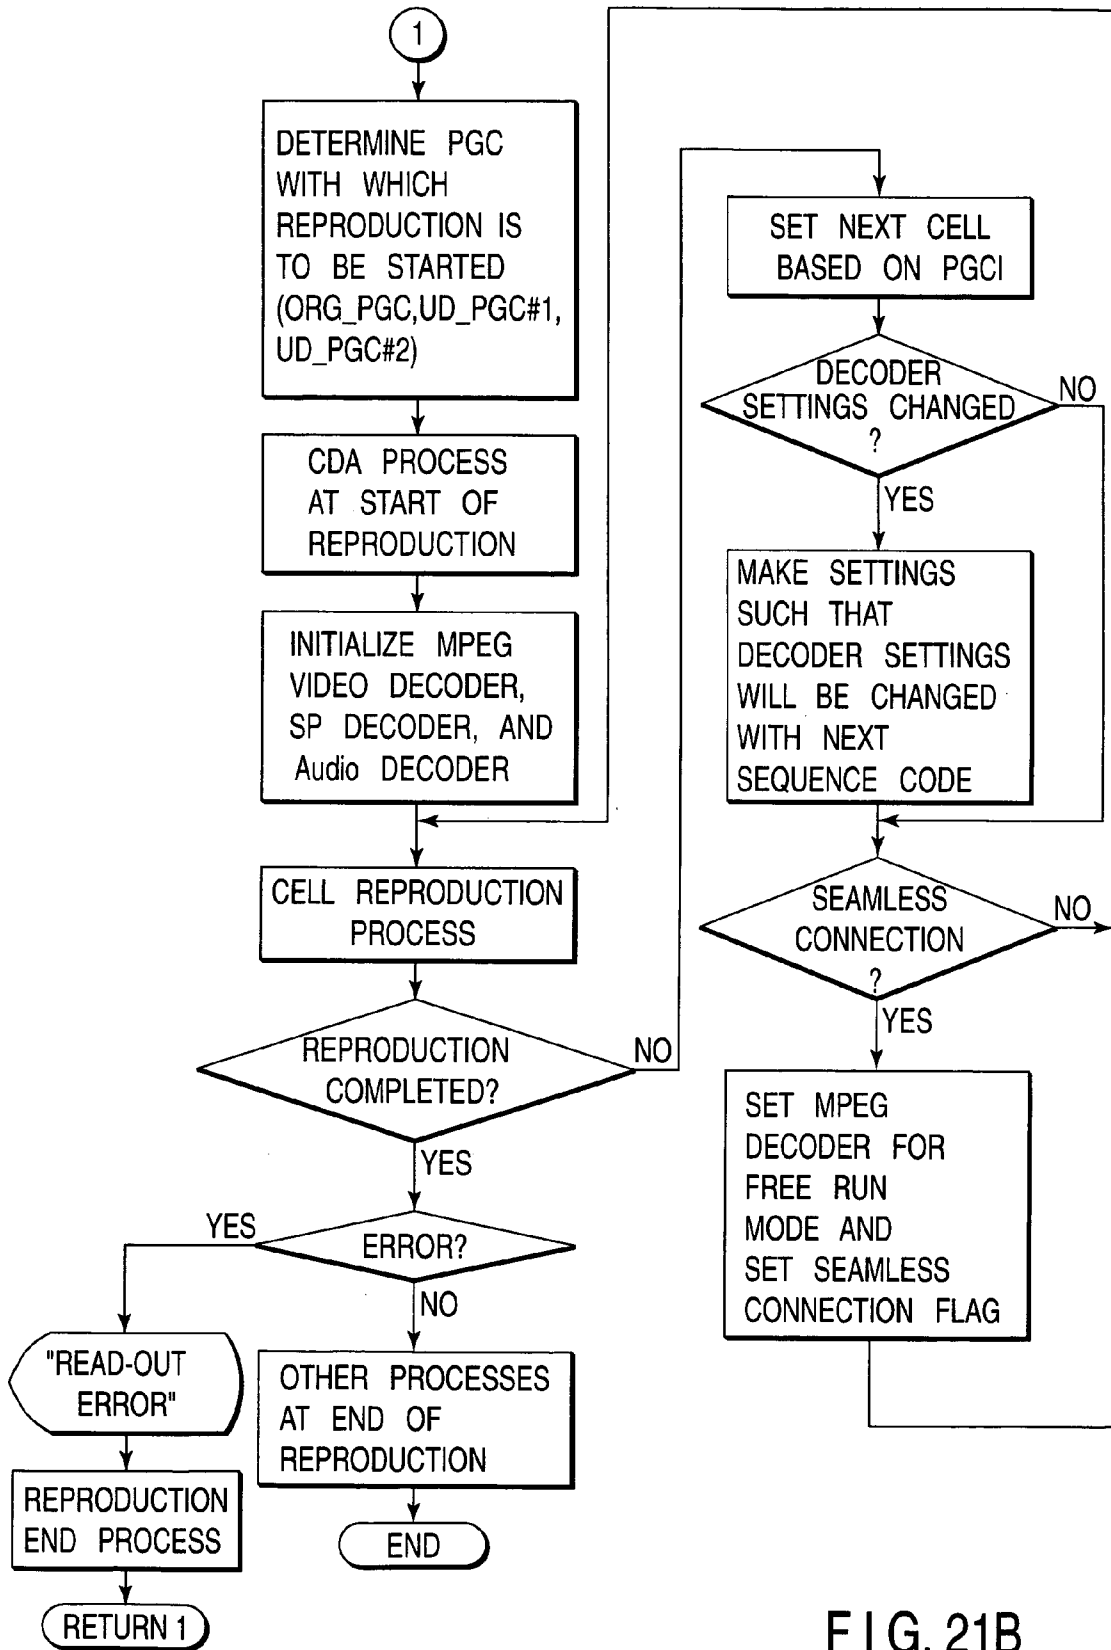 1
DETERMINE PGC
WITH WHICH
REPRODUCTION IS
TO BE STARTED
(ORG_PGC,UD_PGC#1,
UD_PGC#2)
CDA PROCESS
AT START OF
REPRODUCTION
INITIALIZE MPEG
VIDEO DECODER,
SP DECODER, AND
Audio DECODER
CELL REPRODUCTION
PROCESS
REPRODUCTION
COMPLETED?
NO
YES
ERROR?
YES
NO
"READ-OUT
ERROR"
REPRODUCTION
END PROCESS
RETURN 1
OTHER PROCESSES
AT END OF
REPRODUCTION
END
SET NEXT CELL
BASED ON PGCI
DECODER
SETTINGS CHANGED
?
NO
YES
MAKE SETTINGS
SUCH THAT
DECODER SETTINGS
WILL BE CHANGED
WITH NEXT
SEQUENCE CODE
SEAMLESS
CONNECTION
?
NO
YES
SET MPEG
DECODER FOR
FREE RUN
MODE AND
SET SEAMLESS
CONNECTION FLAG
FIG. 21B